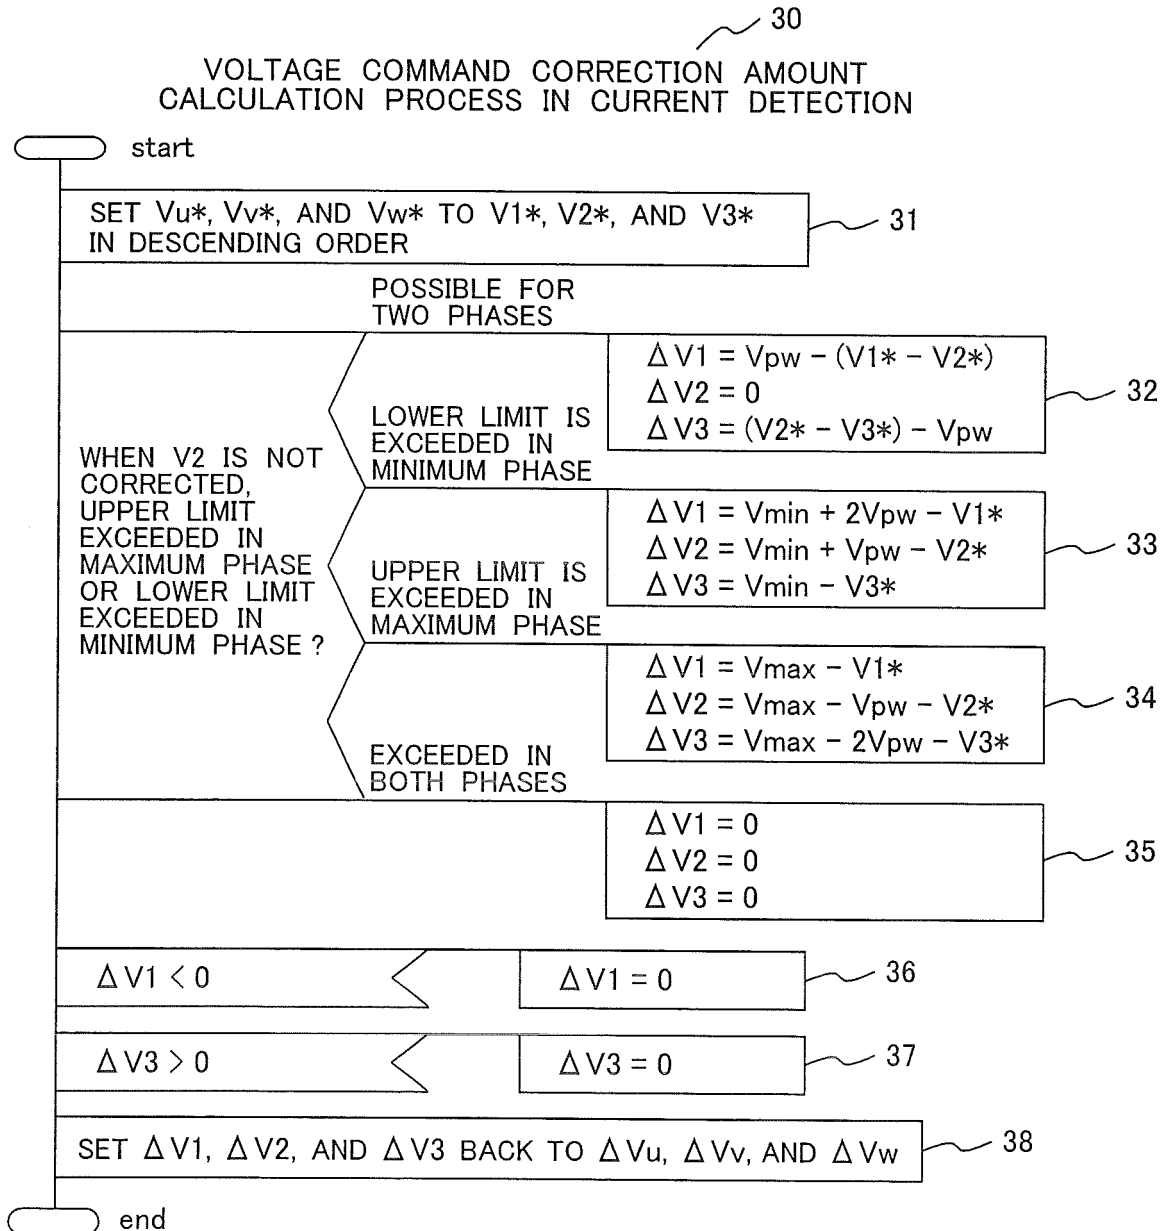 30
VOLTAGE COMMAND CORRECTION AMOUNT
CALCULATION PROCESS IN CURRENT DETECTION
start
SET Vu*, Vv*, AND Vw* TO V1*, V2*, AND V3*
IN DESCENDING ORDER
31
POSSIBLE FOR
TWO PHASES
ΔV1 = Vpw − (V1* − V2*)
ΔV2 = 0
ΔV3 = (V2* − V3*) − Vpw
32
WHEN V2 IS NOT
CORRECTED,
UPPER LIMIT
EXCEEDED IN
MAXIMUM PHASE
OR LOWER LIMIT
EXCEEDED IN
MINIMUM PHASE ?
LOWER LIMIT IS
EXCEEDED IN
MINIMUM PHASE
ΔV1 = Vmin + 2Vpw − V1*
ΔV2 = Vmin + Vpw − V2*
ΔV3 = Vmin − V3*
33
UPPER LIMIT IS
EXCEEDED IN
MAXIMUM PHASE
ΔV1 = Vmax − V1*
ΔV2 = Vmax − Vpw − V2*
ΔV3 = Vmax − 2Vpw − V3*
34
EXCEEDED IN
BOTH PHASES
ΔV1 = 0
ΔV2 = 0
ΔV3 = 0
35
ΔV1 < 0
ΔV1 = 0
36
ΔV3 > 0
ΔV3 = 0
37
SET ΔV1, ΔV2, AND ΔV3 BACK TO ΔVu, ΔVv, AND ΔVw
38
end